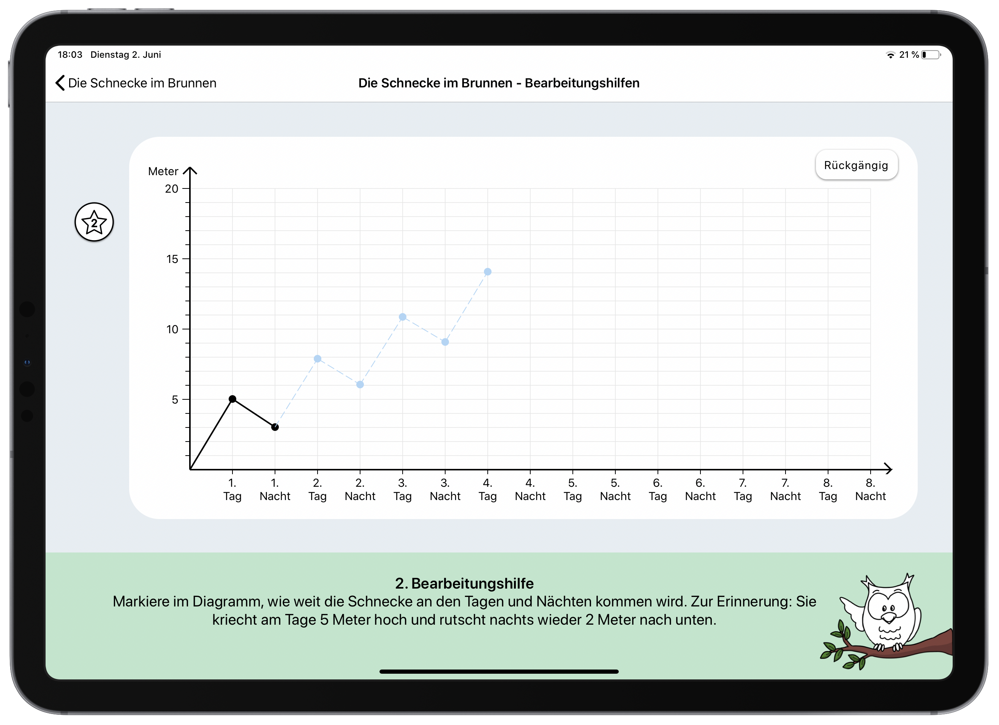 18:03 Dienstag 2. Juni
21 %
Die Schnecke im Brunnen
Die Schnecke im Brunnen - Bearbeitungshilfen
Rückgängig
Meter
20
15
10
5
2
1. 1. 2. 2. 3. 3. 4. 4. 5. 5. 6. 6. 7. 7. 8. 8.
Tag Nacht Tag Nacht Tag Nacht Tag Nacht Tag Nacht Tag Nacht Tag Nacht Tag Nacht
2. Bearbeitungshilfe
Markiere im Diagramm, wie weit die Schnecke an den Tagen und Nächten kommen wird. Zur Erinnerung: Sie
kriecht am Tage 5 Meter hoch und rutscht nachts wieder 2 Meter nach unten.